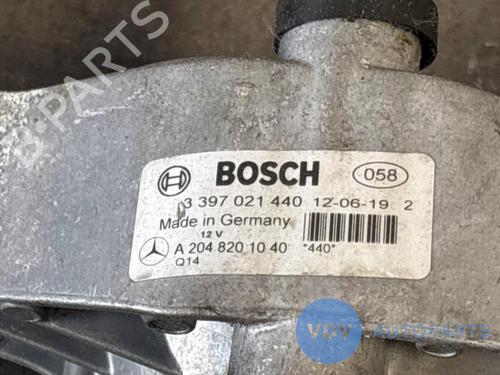 B-PARTS
BOSCH 058
3 397 021 440 12-06-19 2
Made in Germany
12 V
A 204 820 10 40 "440"
Q14
VDV AUTOPARTS